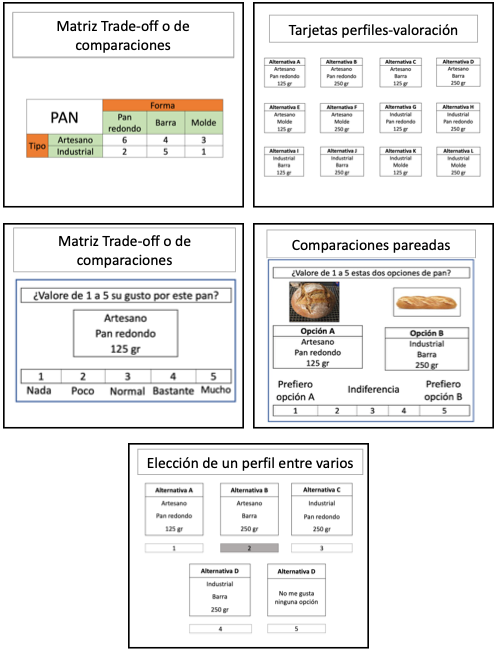 Matriz Trade-off o de
comparaciones
PAN
Forma
Pan
redondo
Barra
Molde
Tipo
Artesano 6 4 3
Industrial 2 5 1
Tarjetas perfiles-valoración
Alternativa A
Artesano
Pan redondo
125 gr
Alternativa B
Artesano
Pan redondo
250 gr
Alternativa C
Artesano
Barra
125 gr
Alternativa D
Artesano
Barra
250 gr
Alternativa E
Artesano
Molde
125 gr
Alternativa F
Artesano
Molde
250 gr
Alternativa G
Industrial
Pan redondo
125 gr
Alternativa H
Industrial
Pan redondo
250 gr
Alternativa I
Industrial
Barra
125 gr
Alternativa J
Industrial
Barra
250 gr
Alternativa K
Industrial
Molde
125 gr
Alternativa L
Industrial
Molde
250 gr
Matriz Trade-off o de
comparaciones
¿Valore de 1 a 5 su gusto por este pan?
Artesano
Pan redondo
125 gr
1 2 3 4 5
Nada Poco Normal Bastante Mucho
Comparaciones pareadas
¿Valore de 1 a 5 estas dos opciones de pan?
Opción A
Artesano
Pan redondo
125 gr
Opción B
Industrial
Barra
250 gr
Prefiero
opción A
Indiferencia
Prefiero
opción B
1 2 3 4 5
Elección de un perfil entre varios
Alternativa A
Artesano
Pan redondo
125 gr
1
Alternativa B
Artesano
Barra
250 gr
2
Alternativa C
Industrial
Pan redondo
250 gr
3
Alternativa D
Industrial
Barra
250 gr
4
Alternativa D
No me gusta
ninguna opción
5